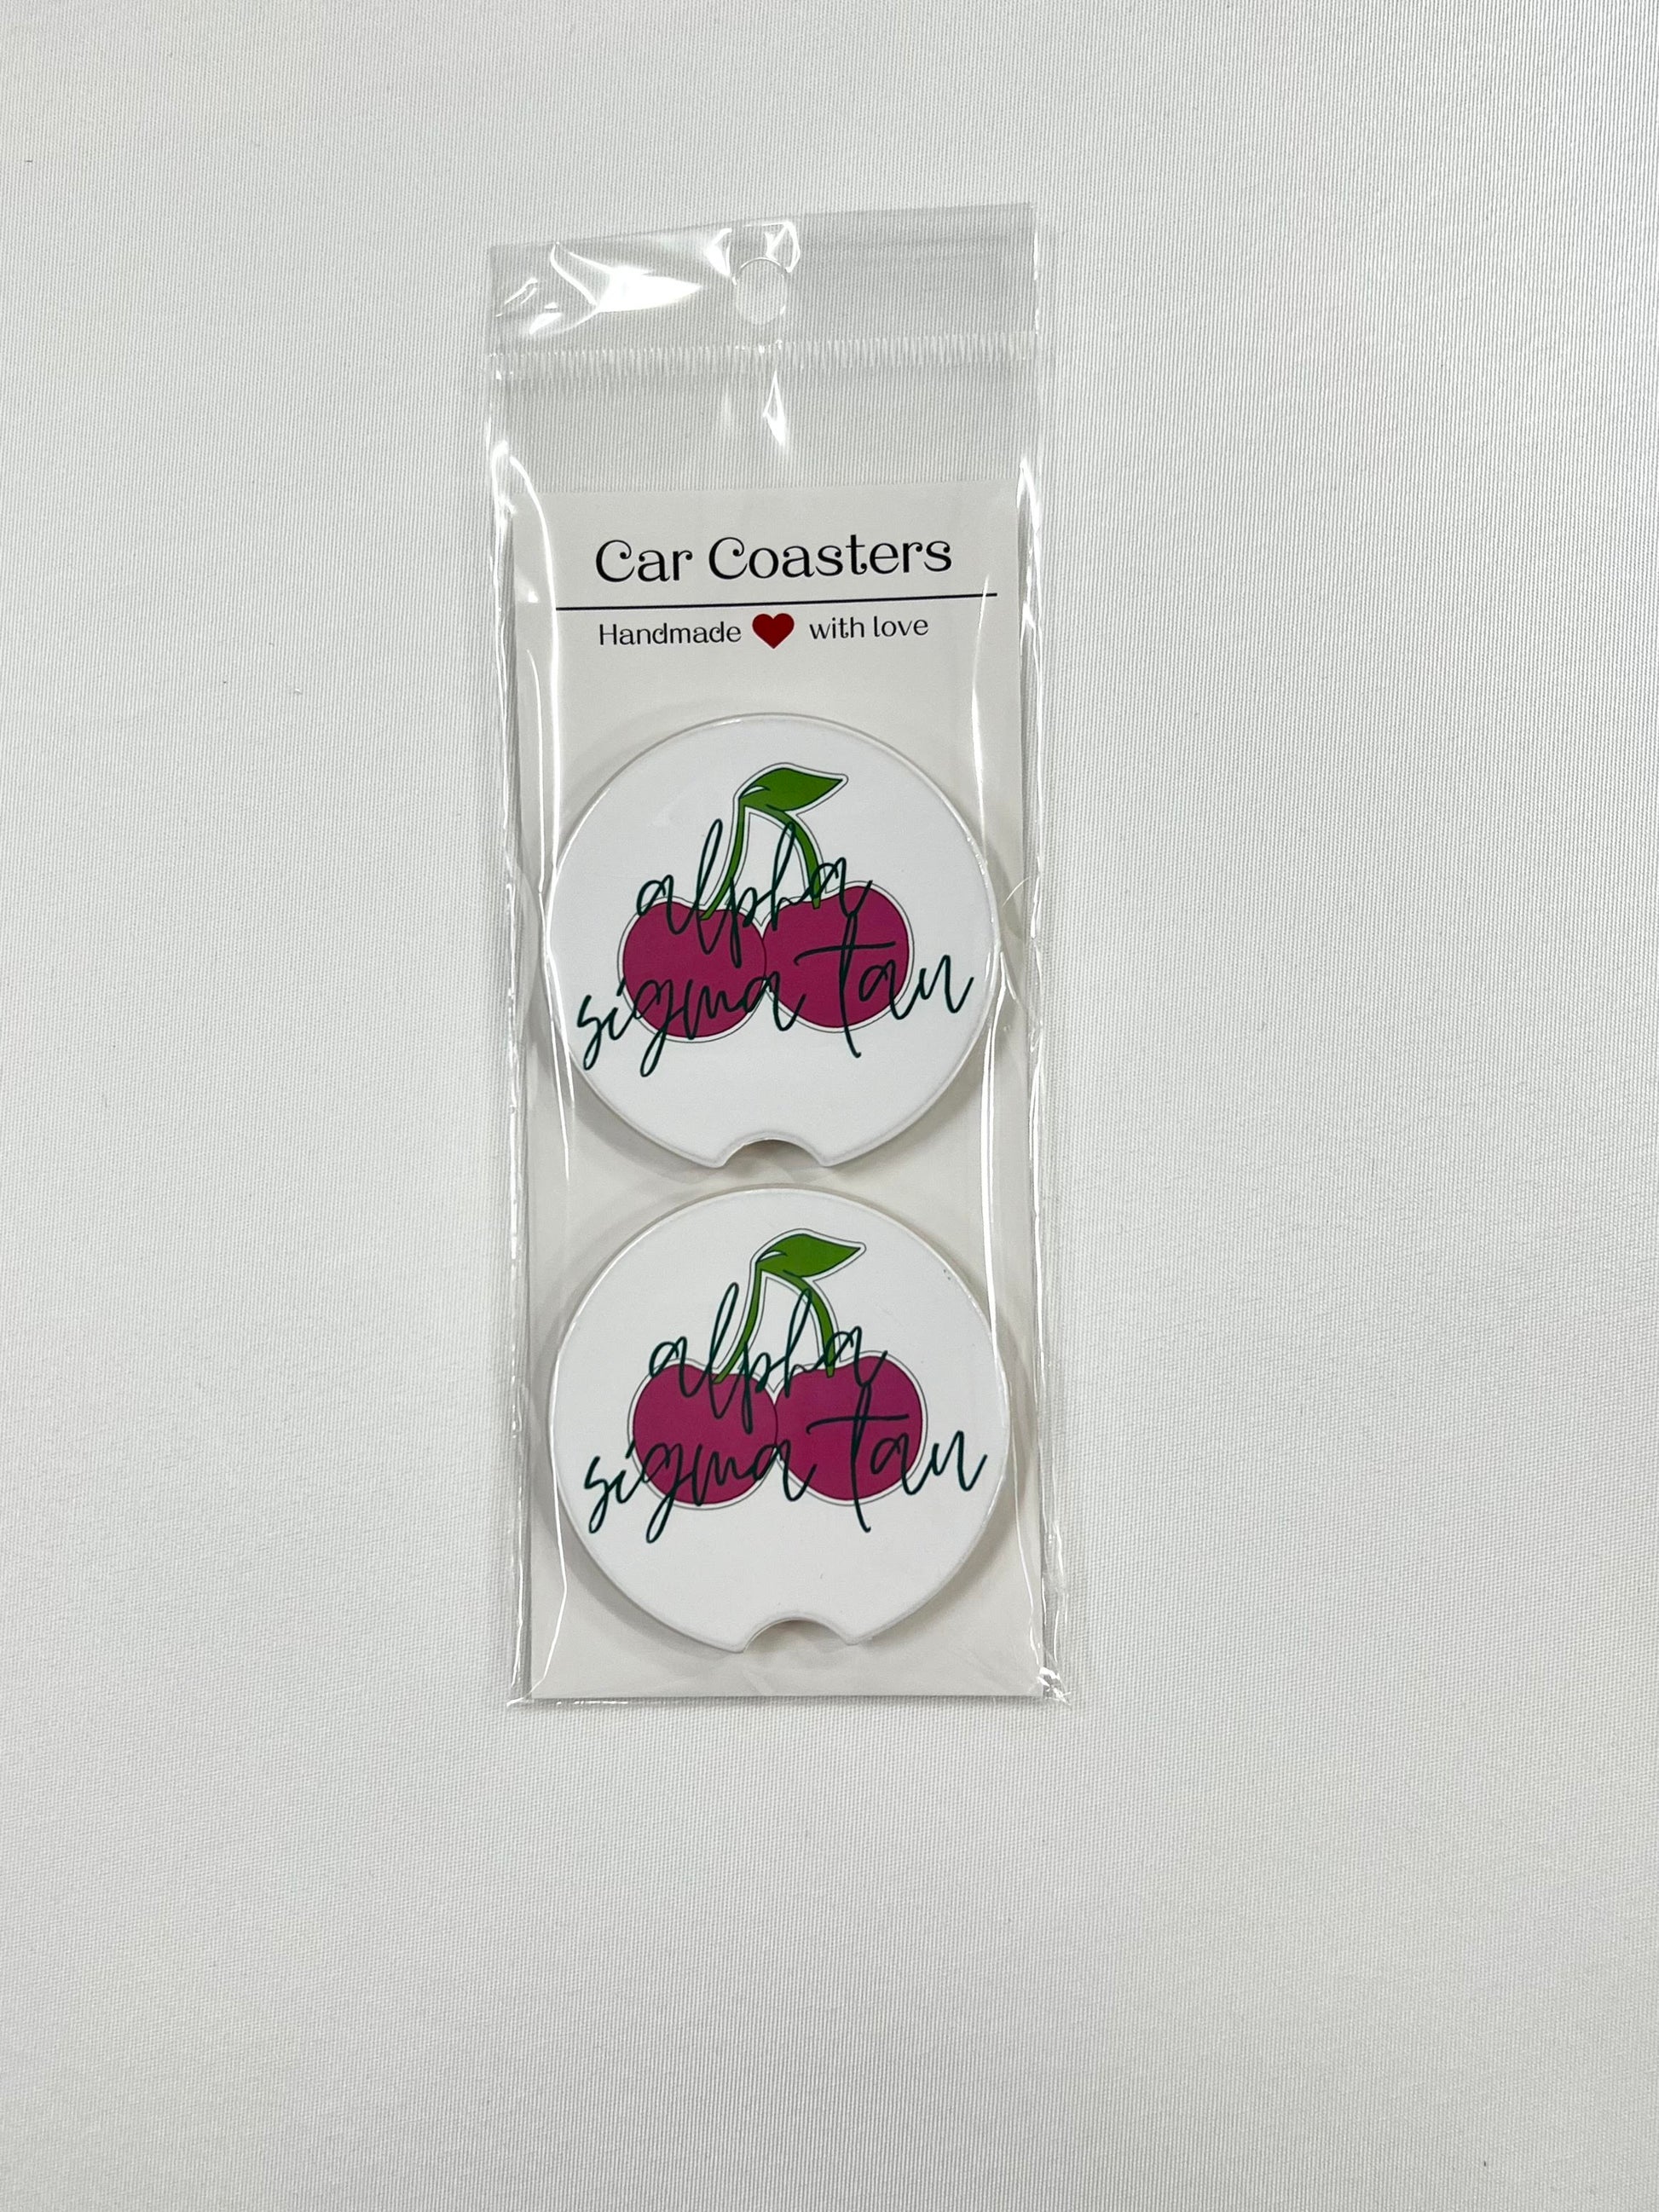 Car Coasters
Handmade with love
alpha
sigma tau
alpha
sigma tau